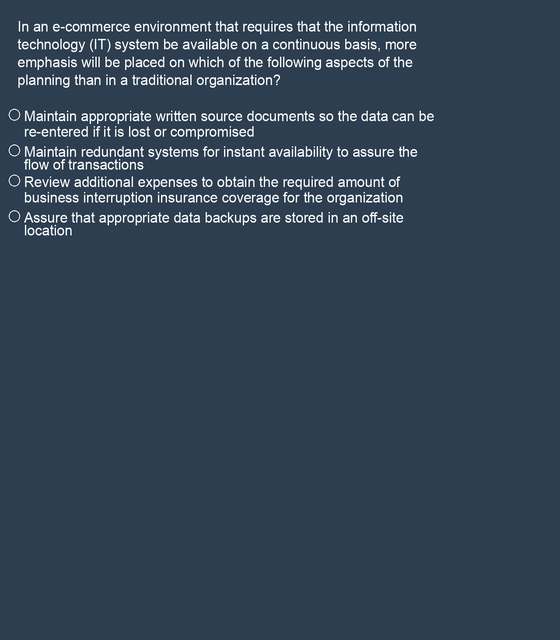 In an e-commerce environment that requires that the information
technology (IT) system be available on a continuous basis, more
emphasis will be placed on which of the following aspects of the
planning than in a traditional organization?
Maintain appropriate written source documents so the data can be
re-entered if it is lost or compromised
Maintain redundant systems for instant availability to assure the
flow of transactions
Review additional expenses to obtain the required amount of
business interruption insurance coverage for the organization
Assure that appropriate data backups are stored in an off-site
location